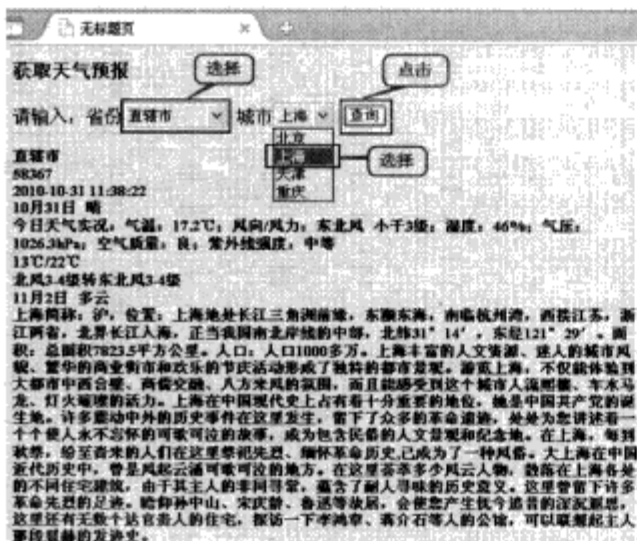 无标题页
获取天气预报
选择
点击
请输入，省份 直辖市 城市 上海 查询
北京
天津
重庆
选择
直辖市
58367
2010-10-31 11:38:22
10月31日 晴
今日天气实况：气温：17.2℃；风向/风力：东北风 小于3级；湿度：46%；气压：
1026.3hPa；空气质量：良；紫外线强度：中等
13℃/22℃
北风3-4级转东北风3-4级
11月2日 多云
上海简称：沪，位置：上海地处长江三角洲前缘，东濒东海，南临杭州湾，西接江苏，浙
江两省，北界长江入海，正当我国南北岸线的中部，北纬31°14′，东经121°29′。面
积：总面积7823.5平方公里。人口：人口1000多万。上海丰富的人文资源、迷人的城市风
貌、繁华的商业街市和欢乐的节庆活动形成了独特的都市景观。游览上海，不仅能体验到
大都市中西合璧、商儒交融、八方来风的氛围，而且能感受到这个城市人流熙攘、车水马
龙、灯火璀璨的活力。上海在中国现代史上占有着十分重要的地位，她是中国共产党的诞
生地。许多震动中外的历史事件在这里发生，留下了众多的革命遗迹，处处为您讲述着一
个个使人永不忘怀的可歌可泣的故事，成为包含民俗的人文景观和纪念地。在上海，每到
秋祭，纷至沓来的人们在这里祭祀先烈、缅怀革命历史,已成为了一种风俗。大上海在中国
近代历史中，曾是风起云涌可歌可泣的地方。在这里荟萃多少风云人物，散落在上海各处
的不同住宅建筑，由于其主人的非同寻常，蕴含了耐人寻味的历史意义。这里曾留下许多
革命先烈的足迹。瞻仰孙中山、宋庆龄、鲁迅等故居，会使您产生抚今追昔的深沉遐思，
这里还有无数个达官贵人的住宅，探访一下李鸿章、蒋介石等人的公馆，可以联想起主人
那段显赫的发迹史。